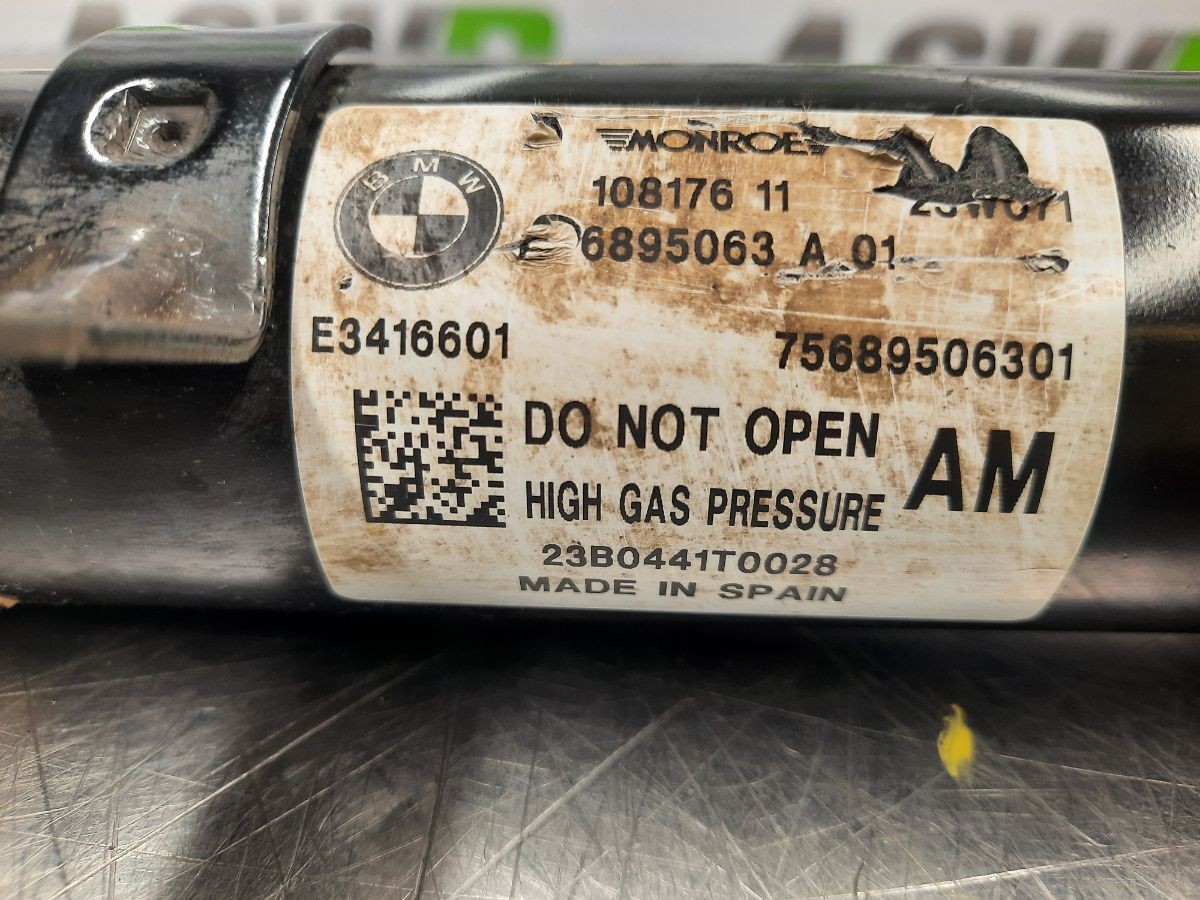 MONROE
BMW
108176 11
6895063 A 01
E3416601 75689506301
DO NOT OPEN
HIGH GAS PRESSURE
AM
23B0441T0028
MADE IN SPAIN